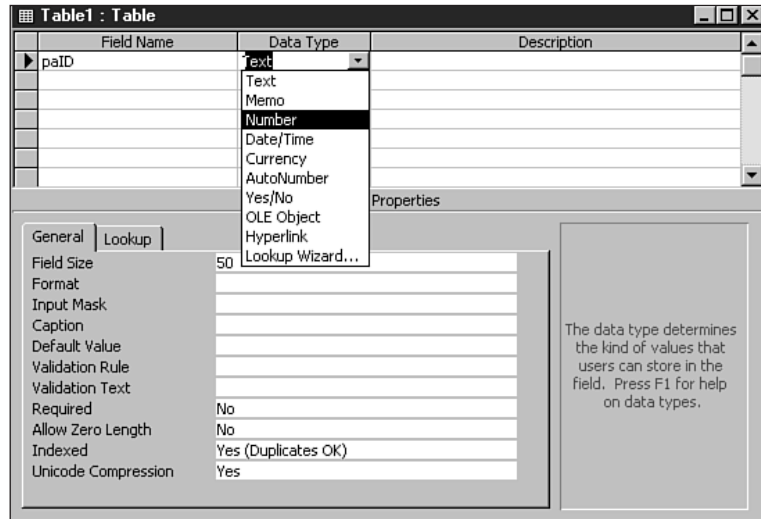 Table1 : Table
Field Name Data Type Description
paID Text
Text
Memo
Number
Date/Time
Currency
AutoNumber
Yes/No
OLE Object
Hyperlink
Lookup Wizard...
Properties
General Lookup
Field Size 50
Format
Input Mask
Caption
Default Value
Validation Rule
Validation Text
Required No
Allow Zero Length No
Indexed Yes (Duplicates OK)
Unicode Compression Yes
The data type determines
the kind of values that
users can store in the
field. Press F1 for help
on data types.